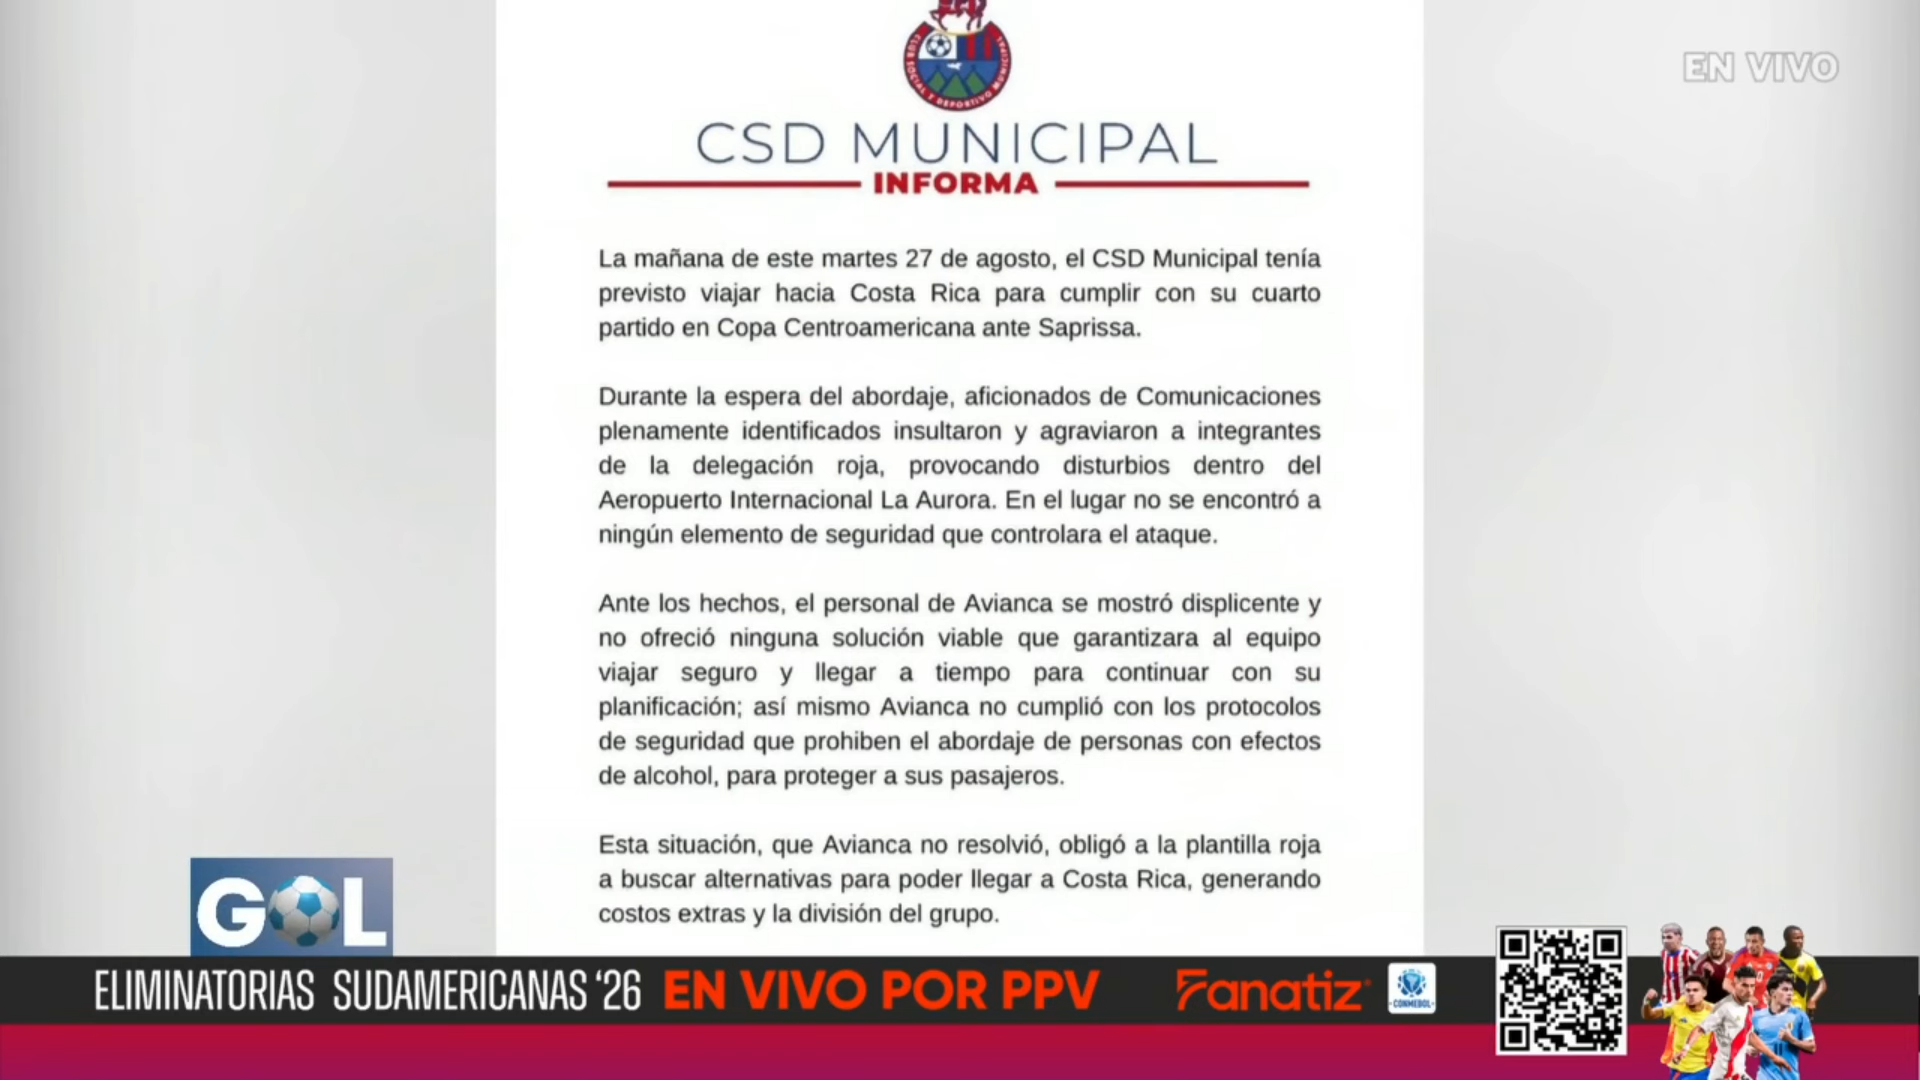 CLUB SOCIAL Y DEPORTIVO MUNICIPAL
EN VIVO
CSD MUNICIPAL
INFORMA
La mañana de este martes 27 de agosto, el CSD Municipal tenía
previsto viajar hacia Costa Rica para cumplir con su cuarto
partido en Copa Centroamericana ante Saprissa.
Durante la espera del abordaje, aficionados de Comunicaciones
plenamente identificados insultaron y agraviaron a integrantes
de la delegación roja, provocando disturbios dentro del
Aeropuerto Internacional La Aurora. En el lugar no se encontró a
ningún elemento de seguridad que controlara el ataque.
Ante los hechos, el personal de Avianca se mostró displicente y
no ofreció ninguna solución viable que garantizara al equipo
viajar seguro y llegar a tiempo para continuar con su
planificación; así mismo Avianca no cumplió con los protocolos
de seguridad que prohiben el abordaje de personas con efectos
de alcohol, para proteger a sus pasajeros.
Esta situación, que Avianca no resolvió, obligó a la plantilla roja
a buscar alternativas para poder llegar a Costa Rica, generando
costos extras y la división del grupo.
GOL
ELIMINATORIAS SUDAMERICANAS ‘26 EN VIVO POR PPV Fanatiz CONMEBOL